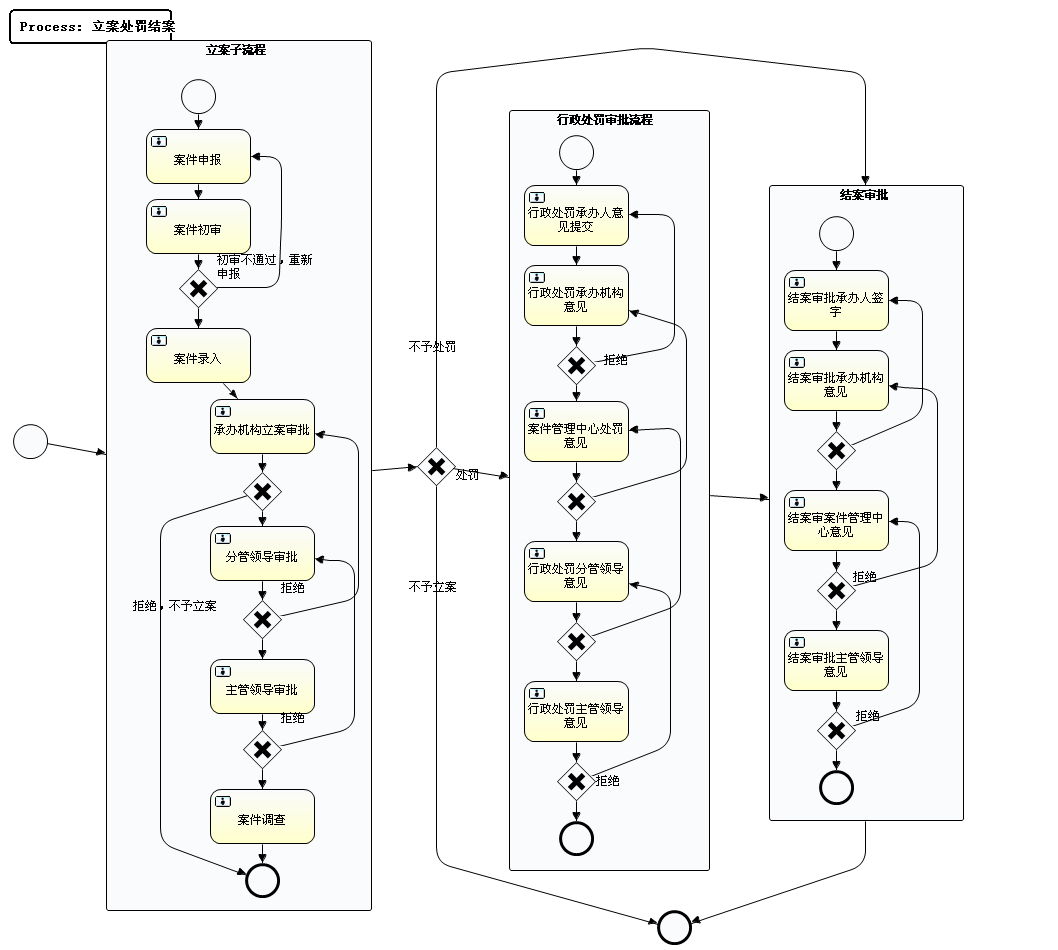 Process: 立案处罚结案
立案子流程
案件申报
案件初审
初审不通过，重新
申报
案件录入
承办机构立案审批
分管领导审批
拒绝
拒绝，不予立案
主管领导审批
拒绝
案件调查
不予处罚
处罚
不予立案
行政处罚审批流程
行政处罚承办人意
见提交
行政处罚承办机构
意见
拒绝
案件管理中心处罚
意见
行政处罚分管领导
意见
行政处罚主管领导
意见
拒绝
结案审批
结案审批承办人签
字
结案审批承办机构
意见
结案审案件管理中
心意见
拒绝
结案审批主管领导
意见
拒绝